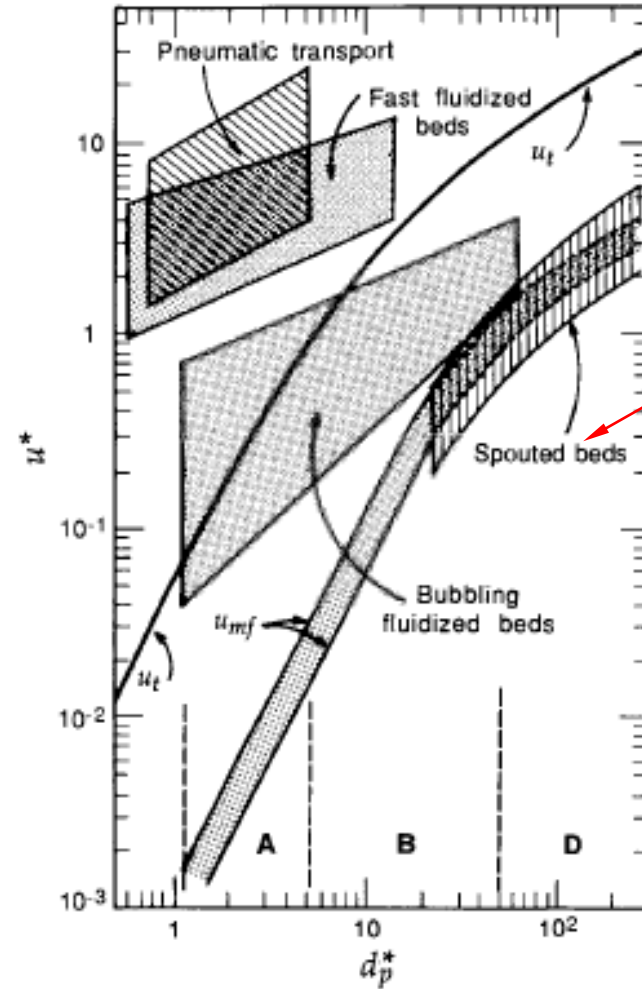 Pneumatic transport
Fast fluidized
beds
10
u_t
1
u*
Spouted beds
10^-1
Bubbling
fluidized beds
u_mf
u_t
10^-2
A
B
D
10^-3
1
10
10^2
d_p^*